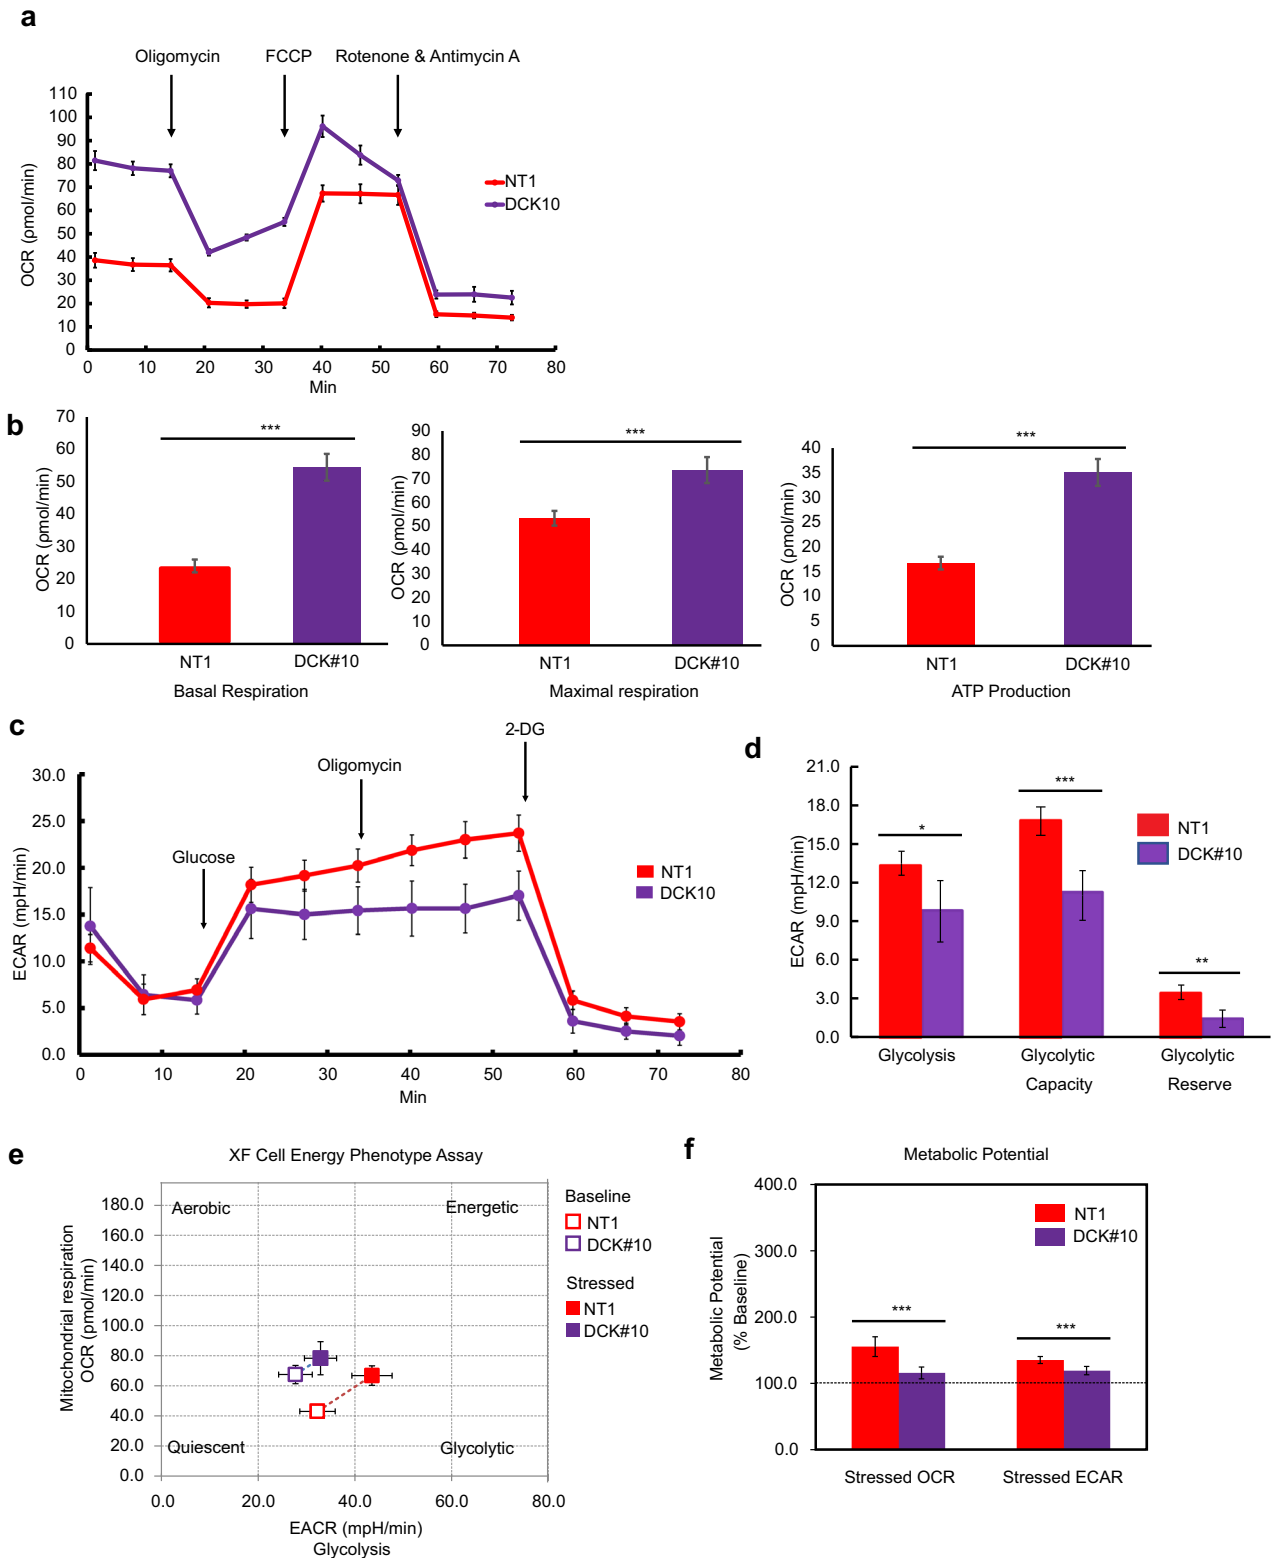 a
Oligomycin
FCCP
Rotenone & Antimycin A
110
100
90
80
70
60
50
40
30
20
10
0
OCR (ρmol/min)
NT1
DCK10
0 10 20 30 40 50 60 70 80
Min
b
70
60
50
40
30
20
10
0
OCR (ρmol/min)
***
NT1 DCK#10
Basal Respiration
90
80
70
60
50
40
30
20
10
0
OCR (ρmol/min)
***
NT1 DCK#10
Maximal respiration
40
35
30
25
20
15
10
5
0
OCR (ρmol/min)
***
NT1 DCK#10
ATP Production
c
Glucose
Oligomycin
2-DG
30.0
25.0
20.0
15.0
10.0
5.0
0.0
ECAR (mpH/min)
NT1
DCK10
0 10 20 30 40 50 60 70 80
Min
d
21.0
18.0
15.0
12.0
9.0
6.0
3.0
0.0
ECAR (mpH/min)
*
***
**
NT1
DCK#10
Glycolysis
Glycolytic
Capacity
Glycolytic
Reserve
e
XF Cell Energy Phenotype Assay
180.0
160.0
140.0
120.0
100.0
80.0
60.0
40.0
20.0
0.0
Mitochondrial respiration
OCR (pmol/min)
Aerobic
Energetic
Quiescent
Glycolytic
Baseline
NT1
DCK#10
Stressed
NT1
DCK#10
0.0 20.0 40.0 60.0 80.0
EACR (mpH/min)
Glycolysis
f
Metabolic Potential
400.0
300.0
200.0
100.0
0.0
Metabolic Potential
(% Baseline)
NT1
DCK#10
***
***
Stressed OCR
Stressed ECAR